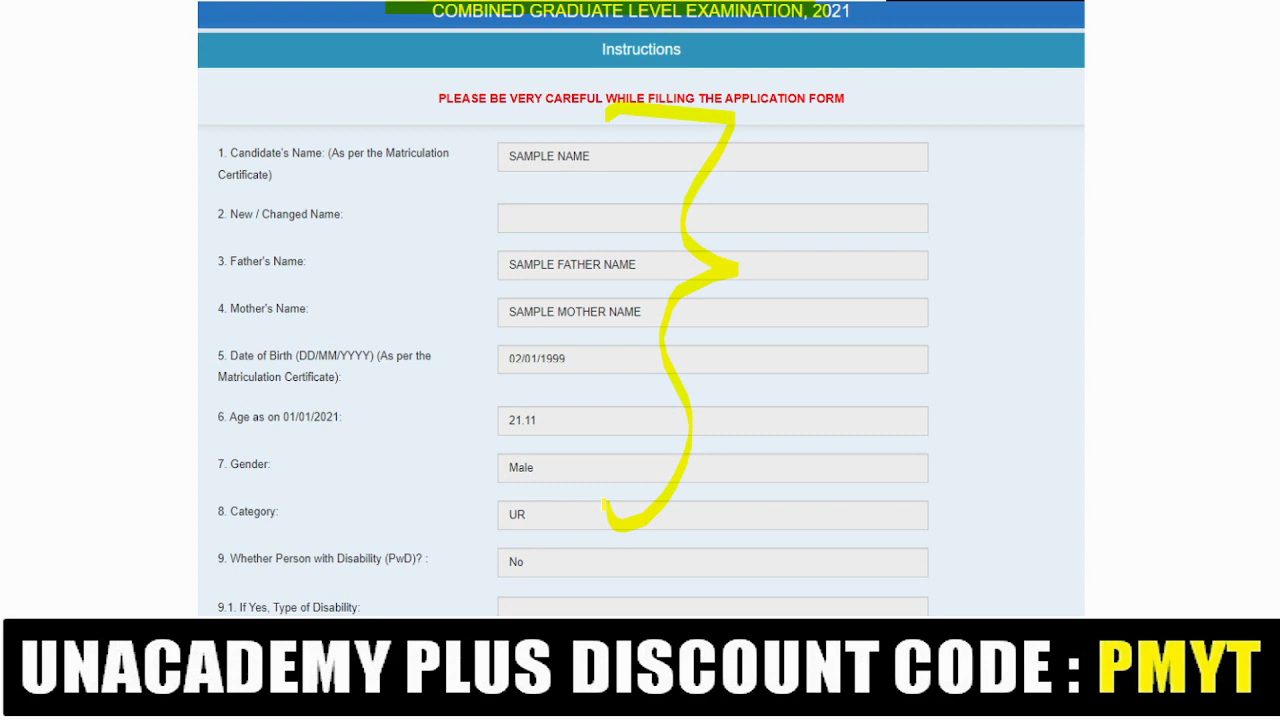 COMBINED GRADUATE LEVEL EXAMINATION, 2021
Instructions
PLEASE BE VERY CAREFUL WHILE FILLING THE APPLICATION FORM
1. Candidate's Name: (As per the Matriculation
Certificate)
SAMPLE NAME
2. New / Changed Name:
3. Father's Name:
SAMPLE FATHER NAME
4. Mother's Name:
SAMPLE MOTHER NAME
5. Date of Birth (DD/MM/YYYY) (As per the
Matriculation Certificate):
02/01/1999
6. Age as on 01/01/2021:
21.11
7. Gender:
Male
8. Category:
UR
9. Whether Person with Disability (PwD)? :
No
9.1. If Yes, Type of Disability:
UNACADEMY PLUS DISCOUNT CODE : PMYT